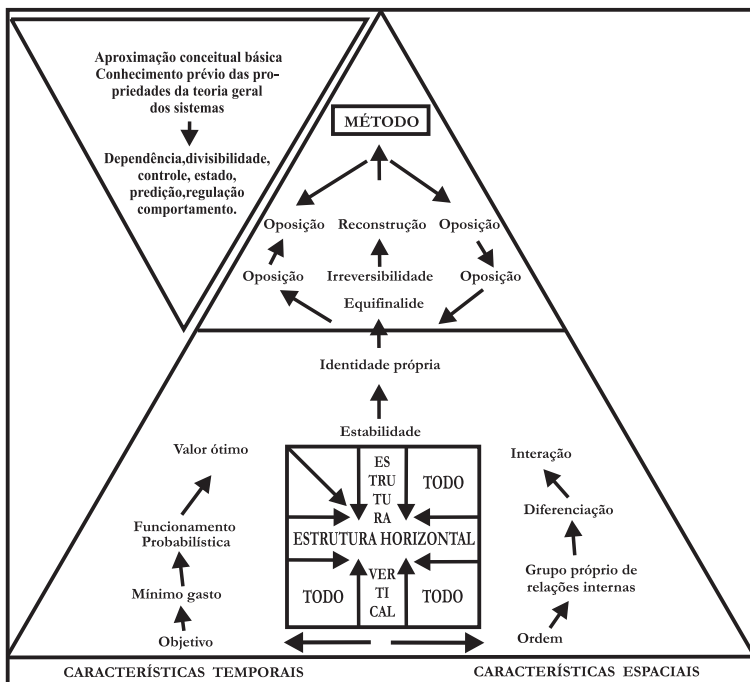 Aproximação conceitual básica
Conhecimento prévio das pro-
priedades da teoria geral
dos sistemas
Dependência,divisibilidade,
controle, estado,
predição,regulação
comportamento.
MÉTODO
Oposição
Reconstrução
Oposição
Oposição
Irreversibilidade
Oposição
Equifinalide
Identidade própria
Estabilidade
Valor ótimo
Funcionamento
Probabilística
Mínimo gasto
Objetivo
ES
TRU
TU
RA
TODO
ESTRUTURA HORIZONTAL
TODO
VER
TI
CAL
TODO
Interação
Diferenciação
Grupo próprio de
relações internas
Ordem
CARACTERÍSTICAS TEMPORAIS
CARACTERÍSTICAS ESPACIAIS